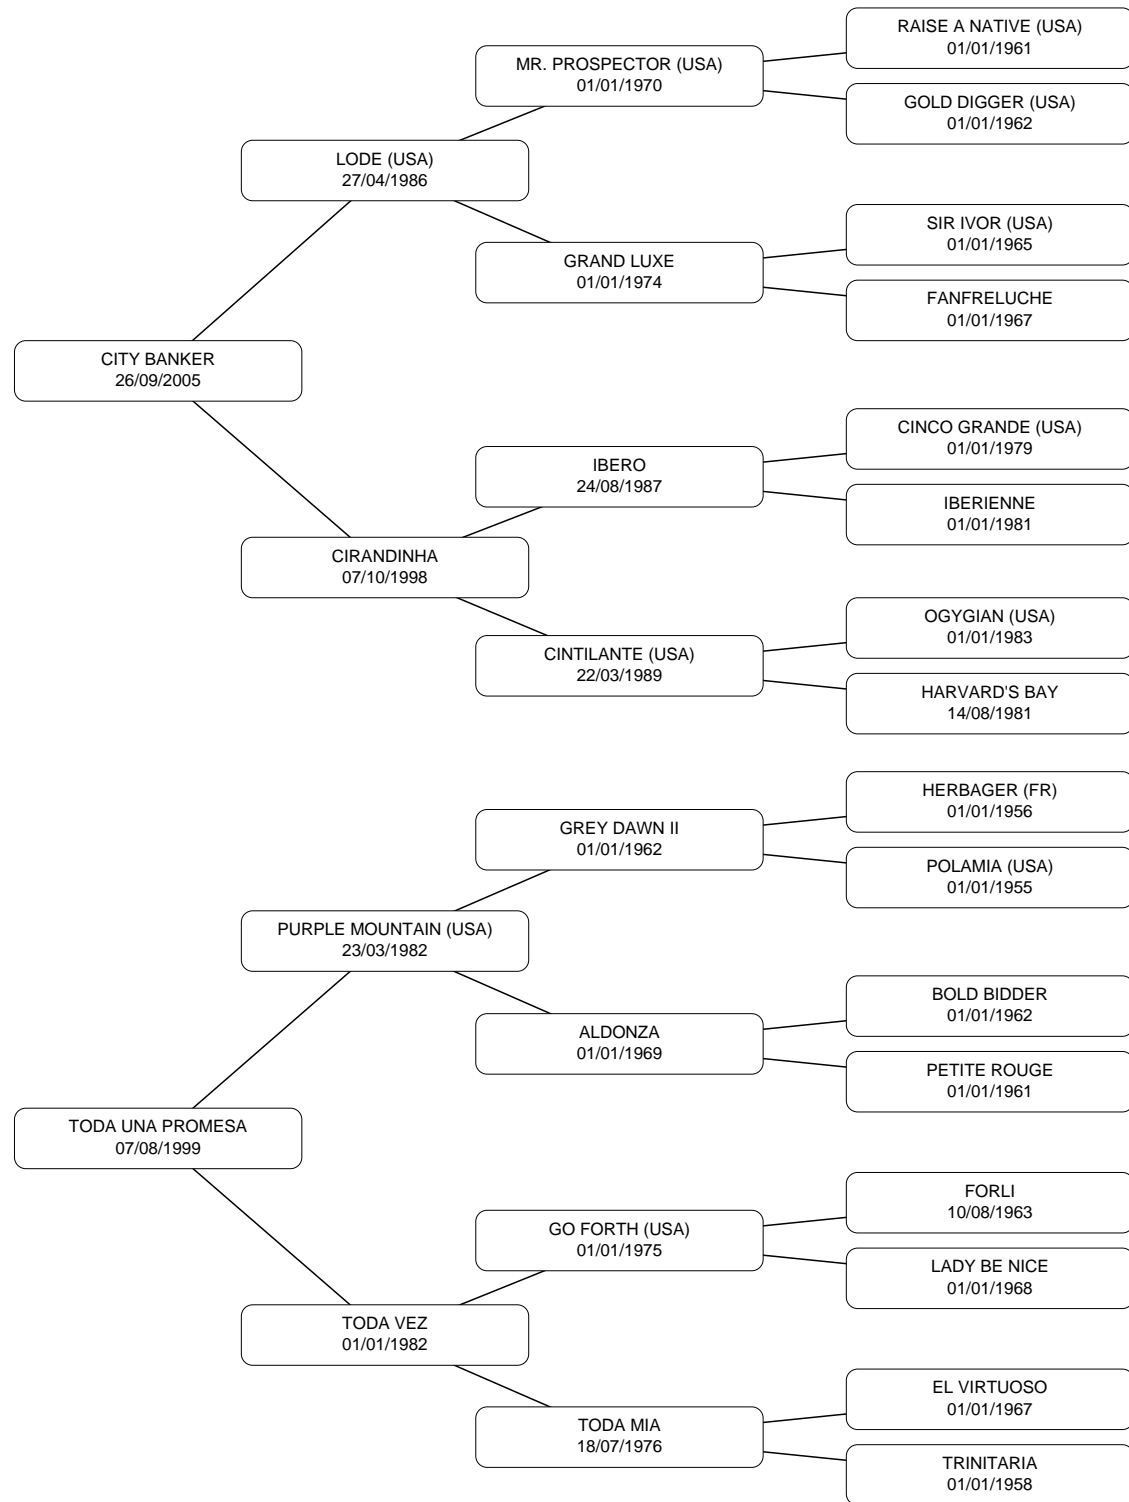 RAISE A NATIVE (USA)
01/01/1961
MR. PROSPECTOR (USA)
01/01/1970
GOLD DIGGER (USA)
01/01/1962
LODE (USA)
27/04/1986
SIR IVOR (USA)
01/01/1965
GRAND LUXE
01/01/1974
FANFRELUCHE
01/01/1967
CITY BANKER
26/09/2005
CINCO GRANDE (USA)
01/01/1979
IBERO
24/08/1987
IBERIENNE
01/01/1981
CIRANDINHA
07/10/1998
OGYGIAN (USA)
01/01/1983
CINTILANTE (USA)
22/03/1989
HARVARD'S BAY
14/08/1981
HERBAGER (FR)
01/01/1956
GREY DAWN II
01/01/1962
POLAMIA (USA)
01/01/1955
PURPLE MOUNTAIN (USA)
23/03/1982
BOLD BIDDER
01/01/1962
ALDONZA
01/01/1969
PETITE ROUGE
01/01/1961
TODA UNA PROMESA
07/08/1999
FORLI
10/08/1963
GO FORTH (USA)
01/01/1975
LADY BE NICE
01/01/1968
TODA VEZ
01/01/1982
EL VIRTUOSO
01/01/1967
TODA MIA
18/07/1976
TRINITARIA
01/01/1958